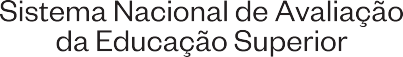 Sistema Nacional de Avaliação
da Educação Superior